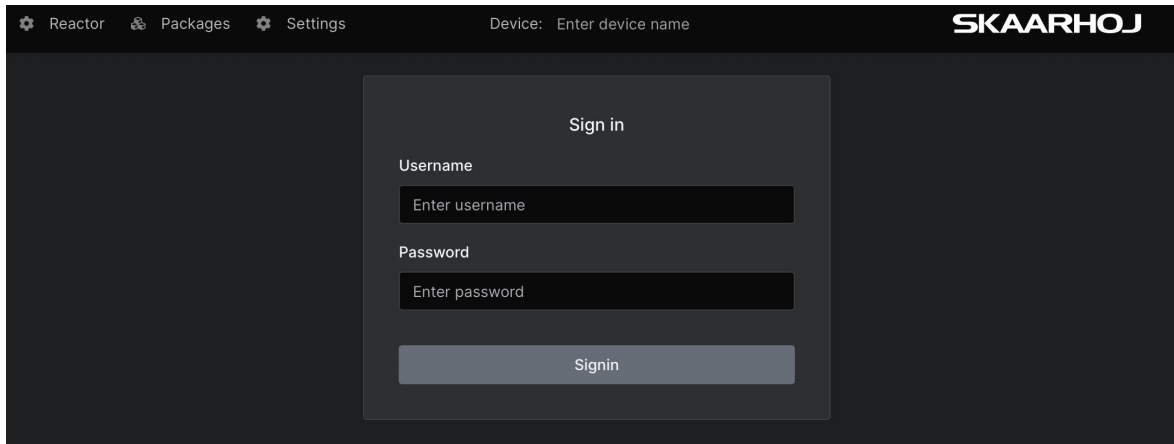 Reactor Packages Settings Device: Enter device name SKAARHOJ
Sign in
Username
Enter username
Password
Enter password
Signin